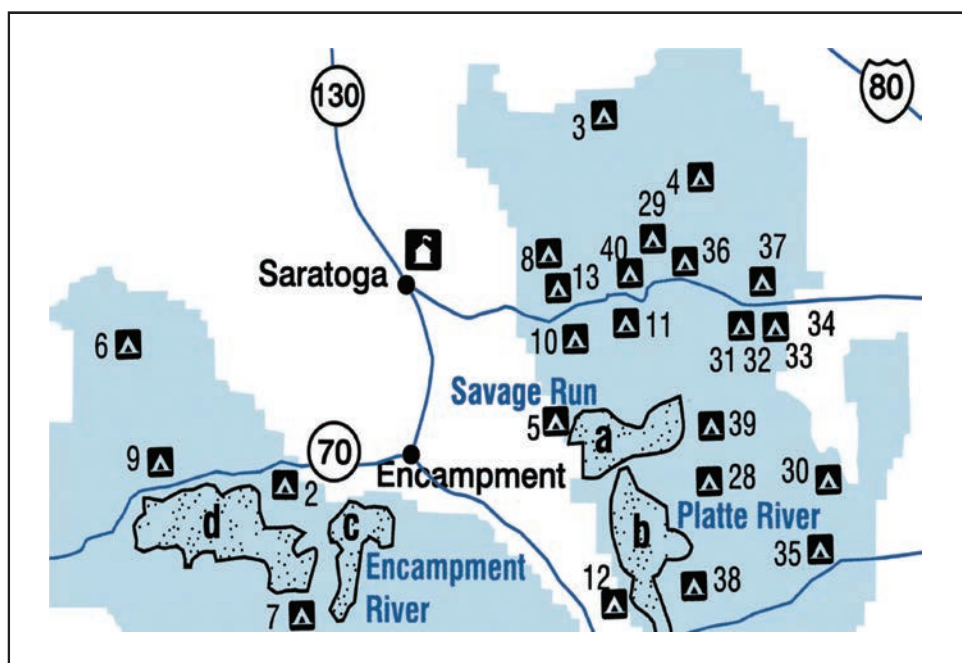 130
80
3
4
29
8
40
36
37
13
Saratoga
10
11
34
31 32 33
6
Savage Run
5
a
39
9
70
Encampment
2
28
30
d
c
b
Platte River
Encampment
River
35
12
38
7